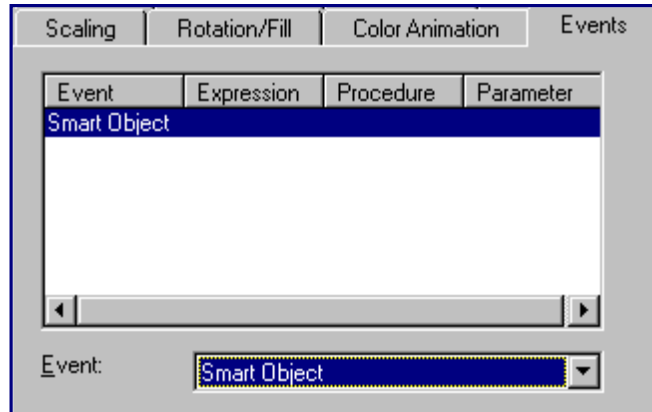 Scaling Rotation/Fill Color Animation Events
Event Expression Procedure Parameter
Smart Object
Event: Smart Object